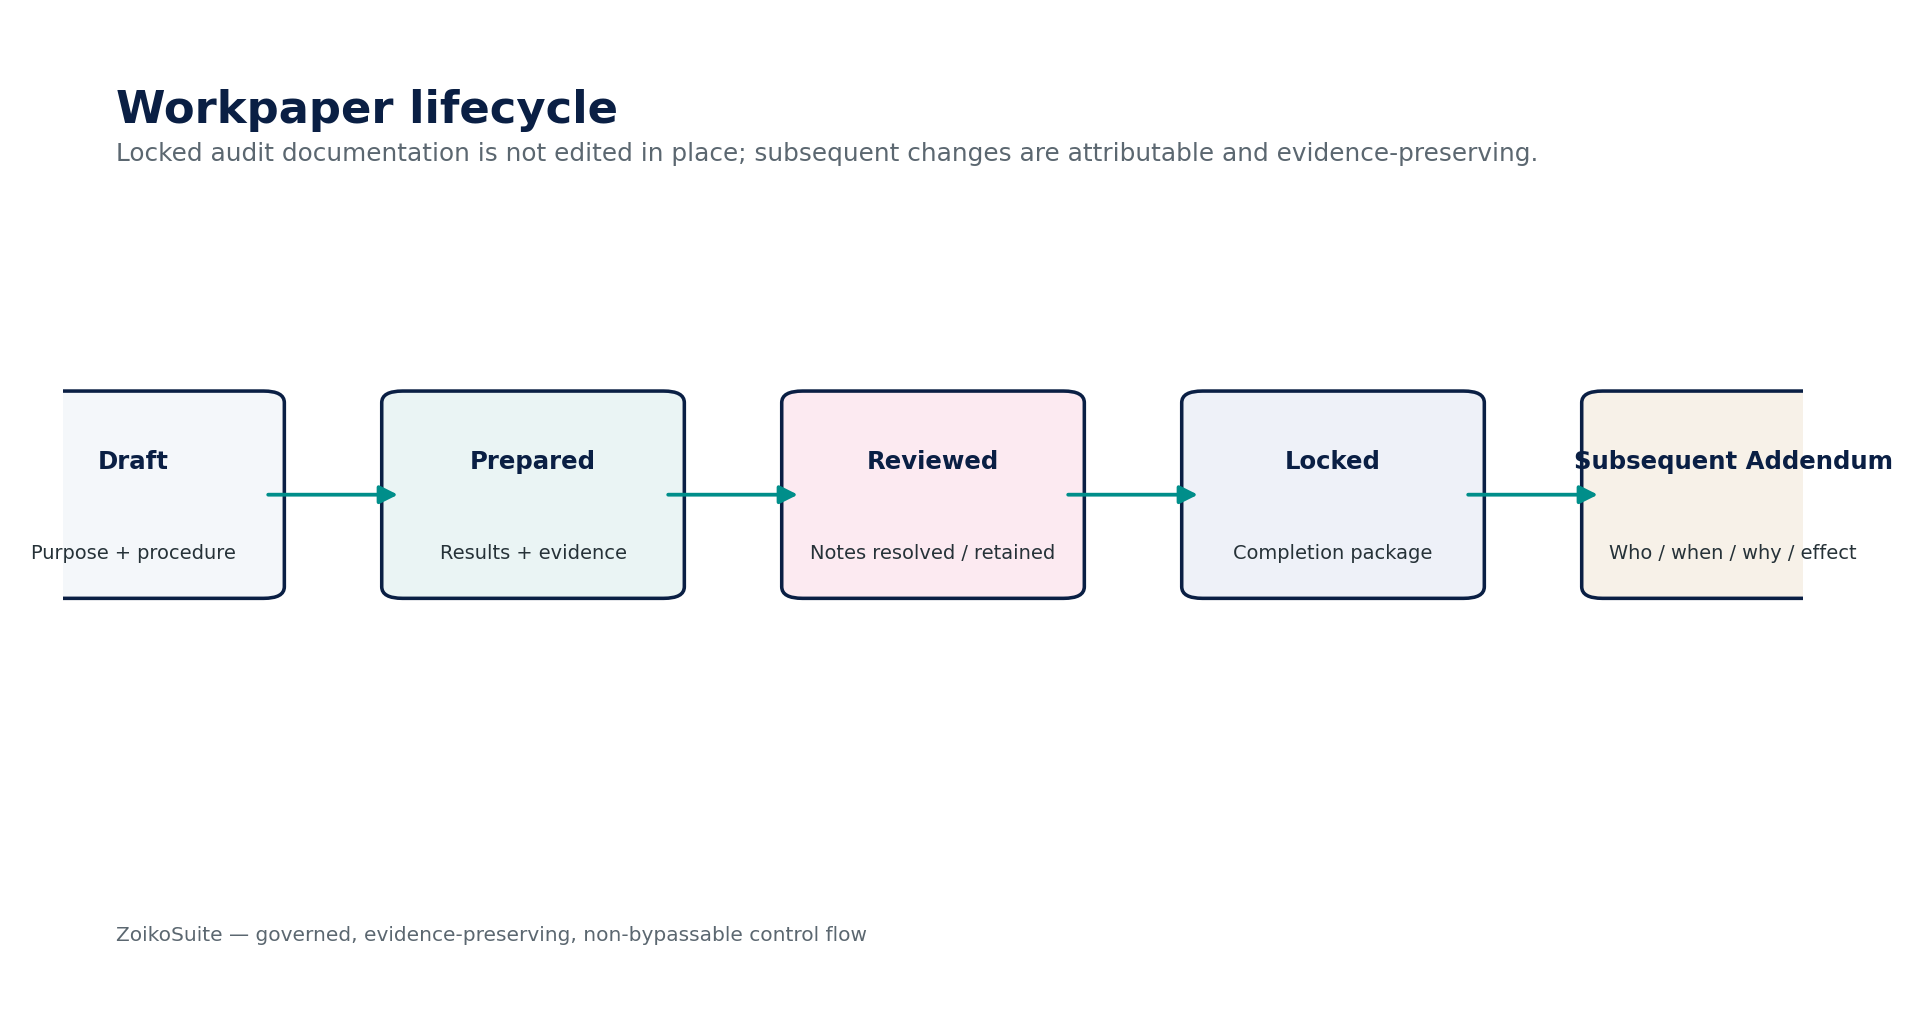 Workpaper lifecycle
Locked audit documentation is not edited in place; subsequent changes are attributable and evidence-preserving.
Draft
Purpose + procedure
Prepared
Results + evidence
Reviewed
Notes resolved / retained
Locked
Completion package
Subsequent Addendum
Who / when / why / effect
ZoikoSuite — governed, evidence-preserving, non-bypassable control flow